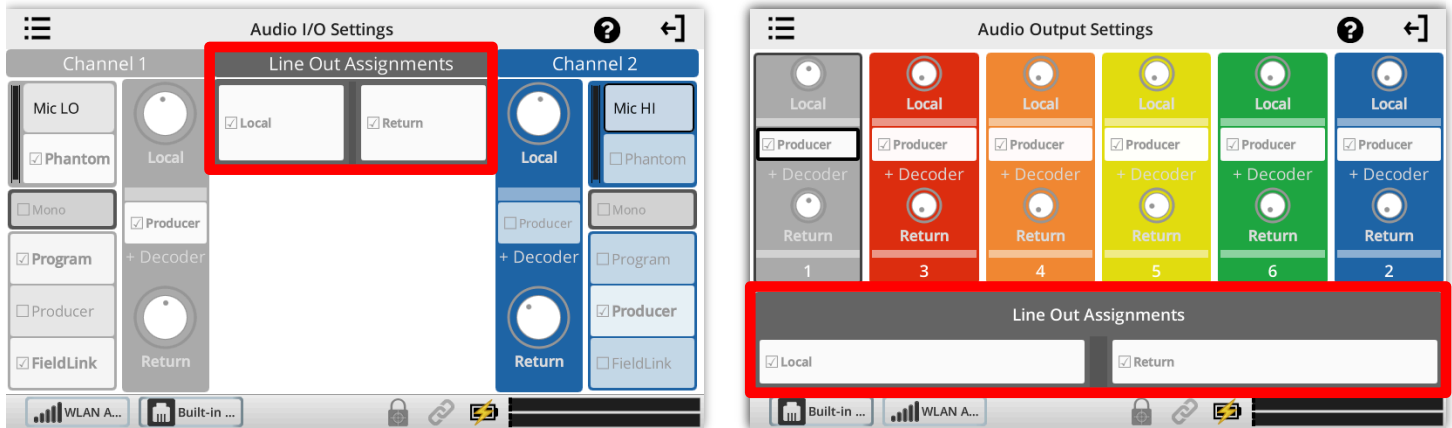 Audio I/O Settings
Channel 1
Line Out Assignments
Channel 2
Mic LO
Phantom
Mono
Program
Producer
FieldLink
Local
Producer
+ Decoder
Return
Local
Return
Local
Producer
+ Decoder
Return
Mic HI
Phantom
Mono
Program
Producer
FieldLink
WLAN A...
Built-in ...
Audio Output Settings
Local Local Local Local Local Local
Producer Producer Producer Producer Producer Producer
+ Decoder + Decoder + Decoder + Decoder + Decoder + Decoder
Return Return Return Return Return Return
1 3 4 5 6 2
Line Out Assignments
Local Return
Built-in ...
WLAN A...